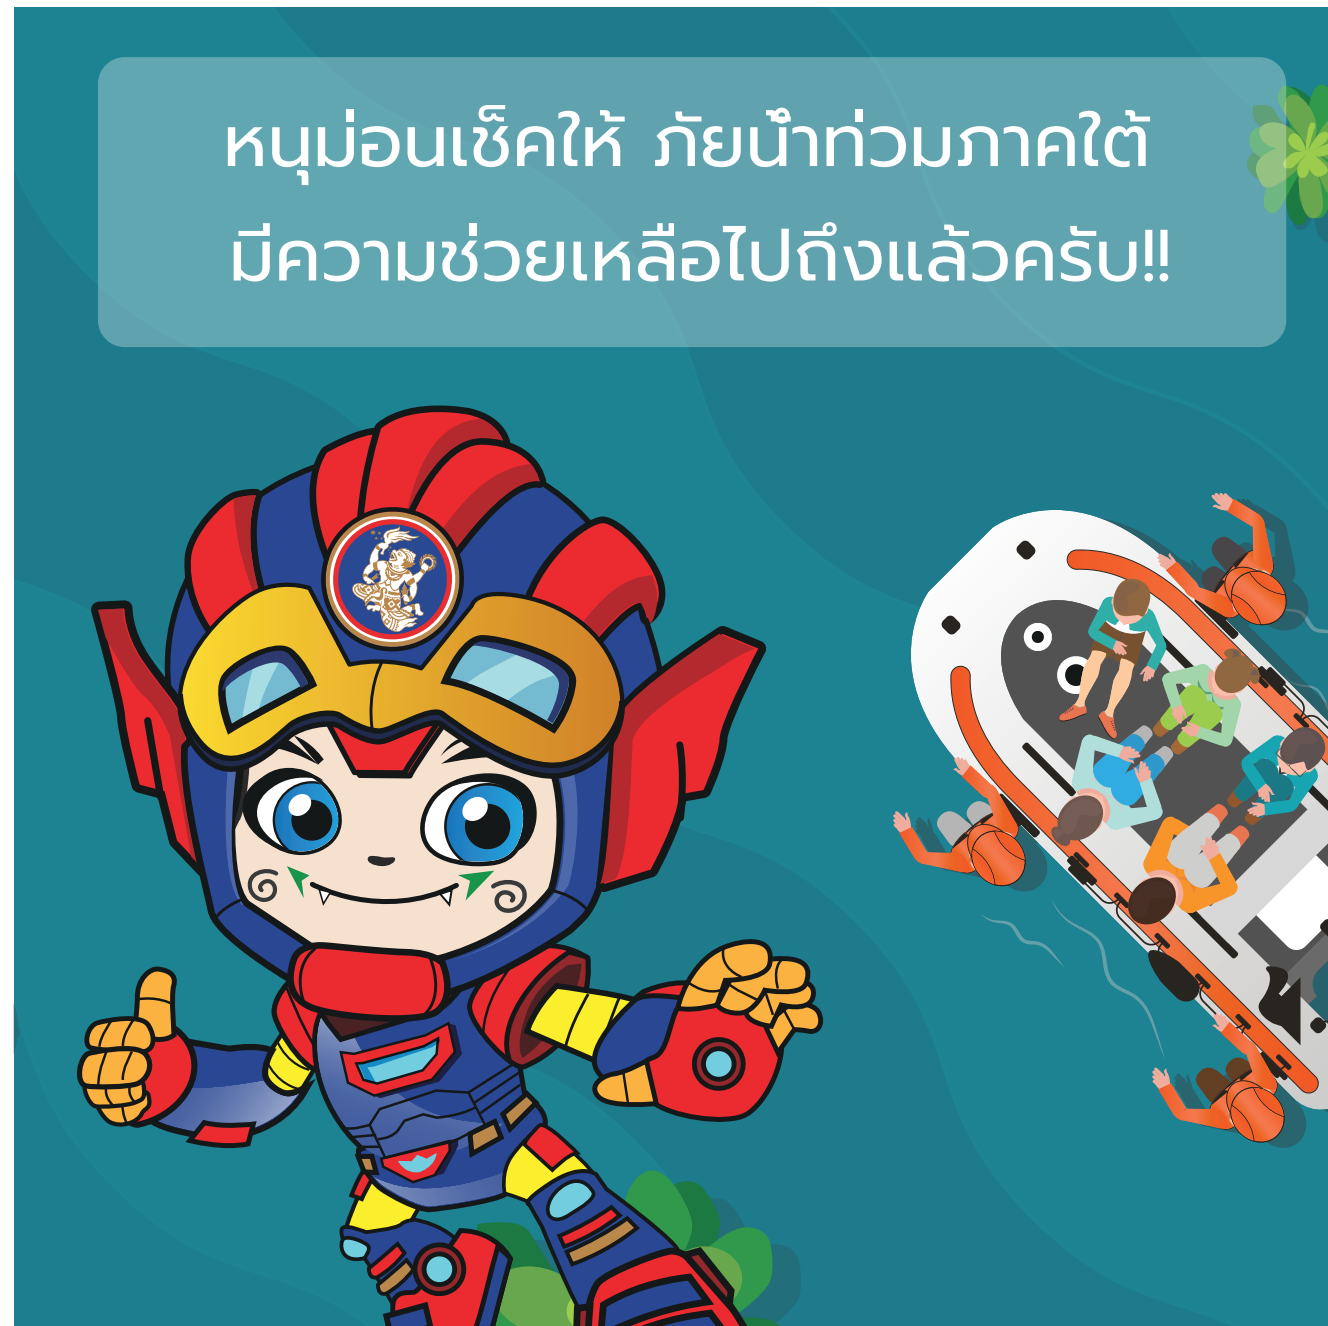 หนุม่อนเช็คให้ ภัยน้ำท่วมภาคใต้
มีความช่วยเหลือไปถึงแล้วครับ!!